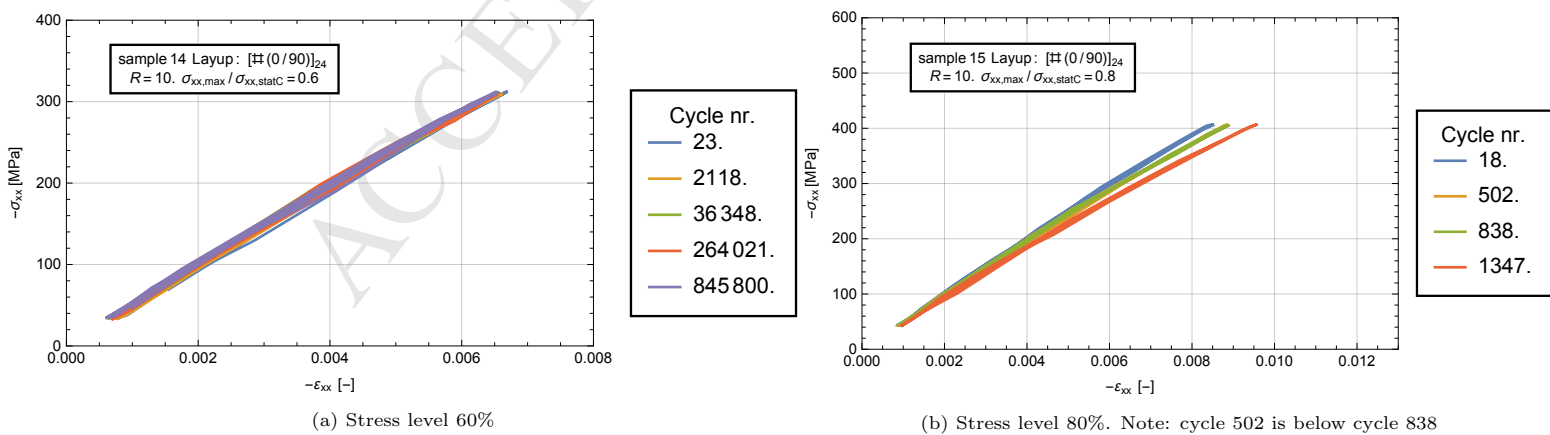 400
300
200
100
0
-σxx [MPa]
sample 14 Layup: [⌗(0/90)]24
R=10. σxx,max/σxx,statC=0.6
0.000
0.002
0.004
0.006
0.008
-εxx [-]
Cycle nr.
23.
2118.
36 348.
264 021.
845 800.
(a) Stress level 60%
600
500
400
300
200
100
0
-σxx [MPa]
sample 15 Layup: [⌗(0/90)]24
R=10. σxx,max/σxx,statC=0.8
0.000
0.002
0.004
0.006
0.008
0.010
0.012
-εxx [-]
Cycle nr.
18.
502.
838.
1347.
(b) Stress level 80%. Note: cycle 502 is below cycle 838